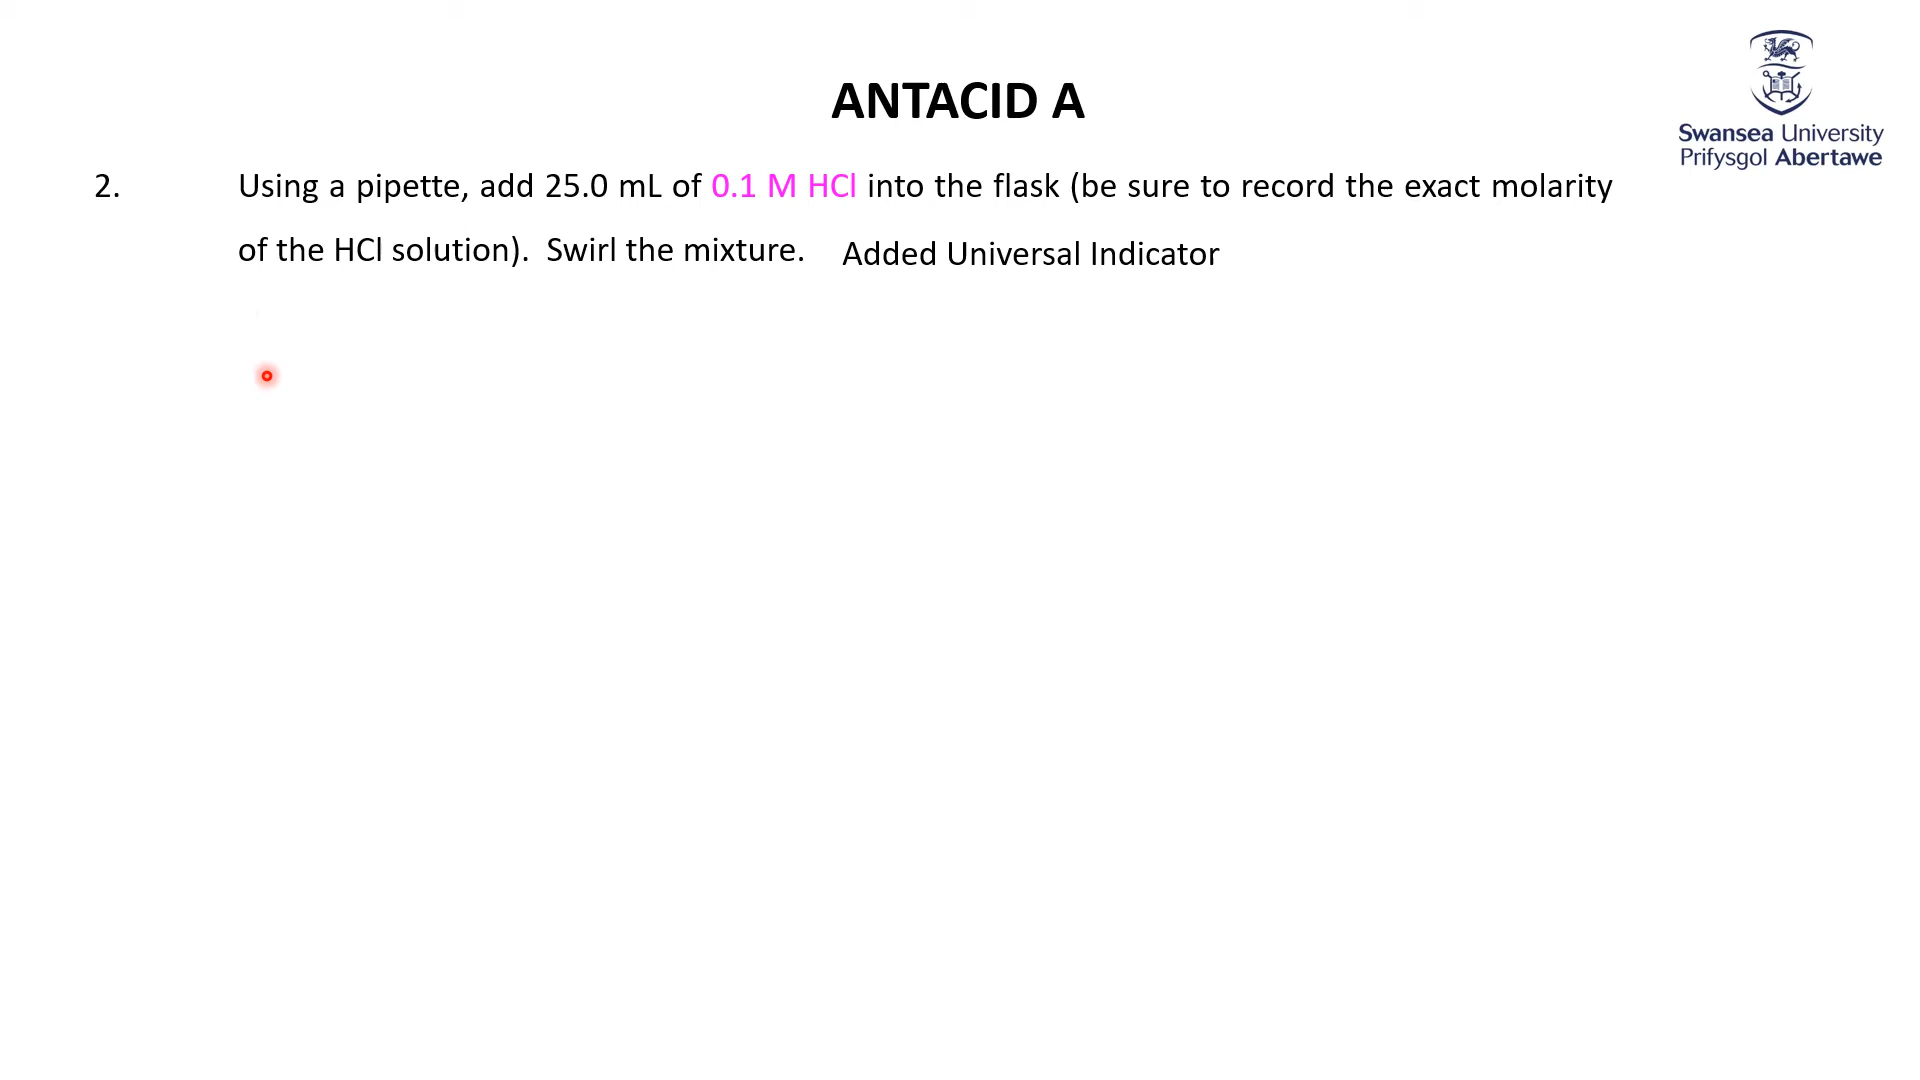 ANTACID A
Swansea University
Prifysgol Abertawe
2. Using a pipette, add 25.0 mL of 0.1 M HCl into the flask (be sure to record the exact molarity
of the HCl solution). Swirl the mixture. Added Universal Indicator